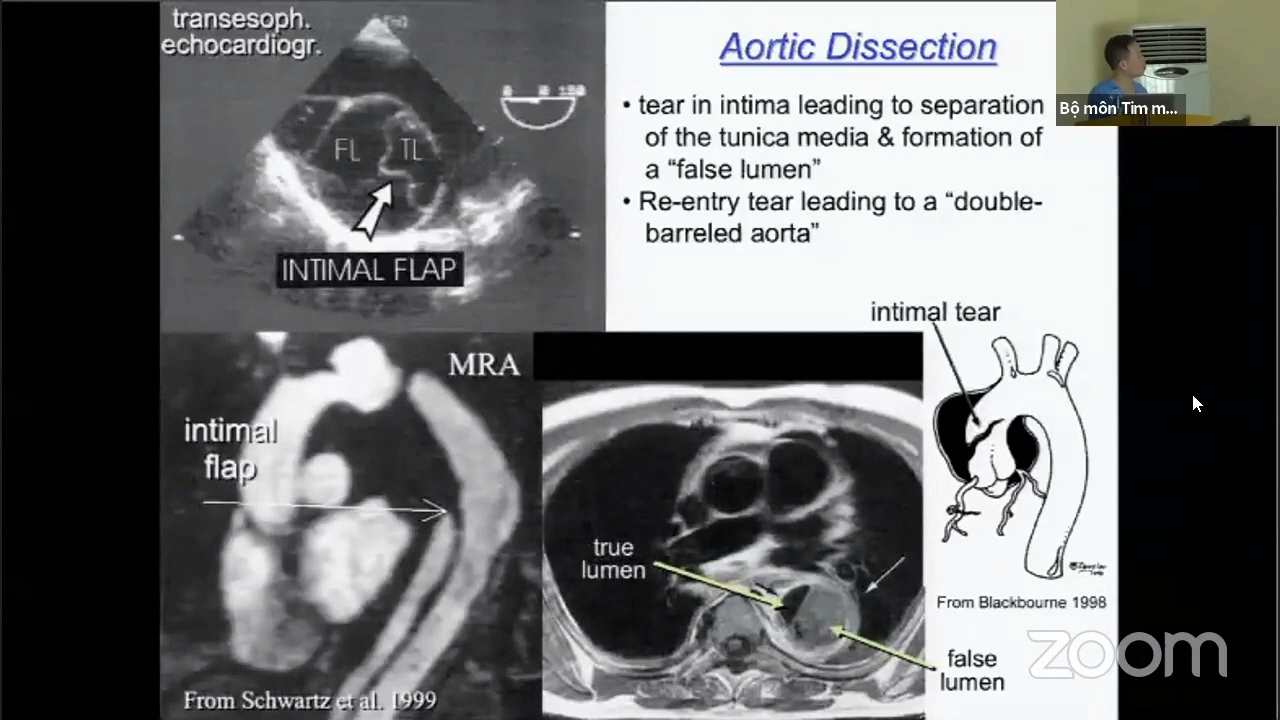 transesoph.
echocardiogr.
FL
TL
INTIMAL FLAP
Aortic Dissection
• tear in intima leading to separation
of the tunica media & formation of
a “false lumen”
• Re-entry tear leading to a “double-
barreled aorta”
Bộ môn Tim m...
intimal tear
MRA
intimal
flap
true
lumen
From Blackbourne 1998
false
lumen
From Schwartz et al. 1999
zoom